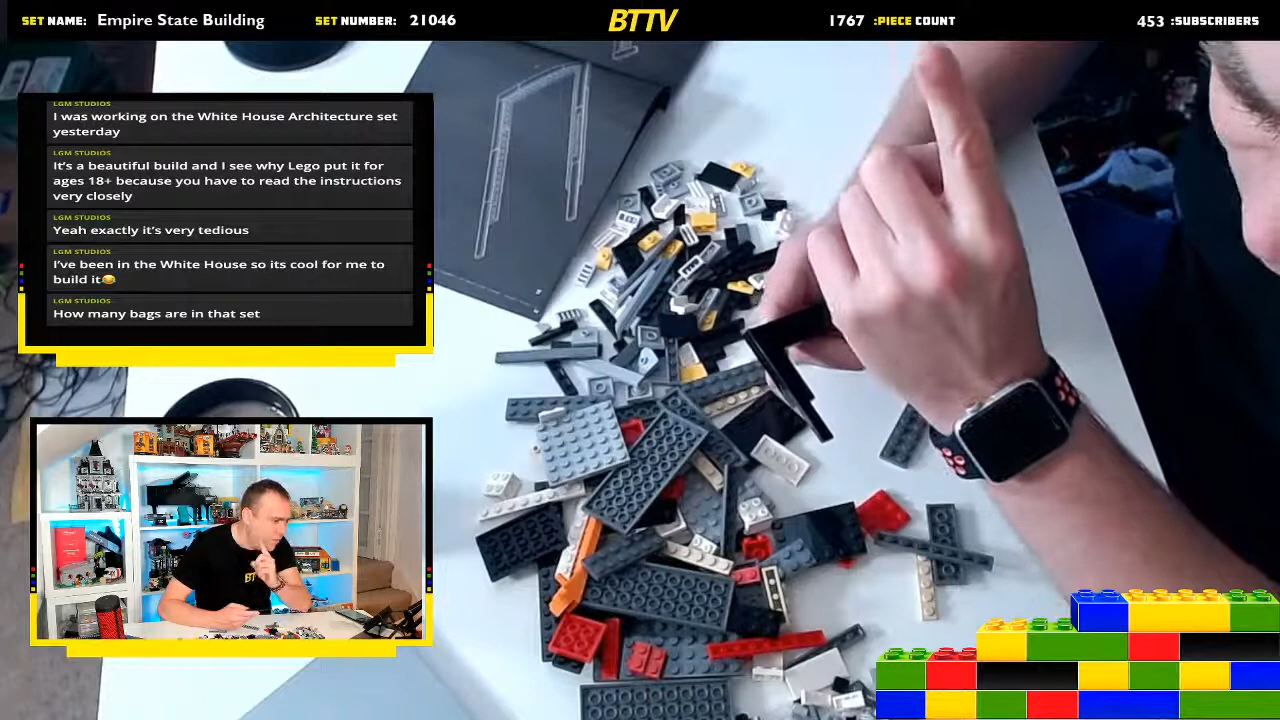 SET NAME: Empire State Building SET NUMBER: 21046 BTTV 1767 :PIECE COUNT 453 :SUBSCRIBERS
LGM STUDIOS
I was working on the White House Architecture set
yesterday
LGM STUDIOS
It's a beautiful build and I see why Lego put it for
ages 18+ because you have to read the instructions
very closely
LGM STUDIOS
Yeah exactly it's very tedious
LGM STUDIOS
I've been in the White House so its cool for me to
build it😂
LGM STUDIOS
How many bags are in that set